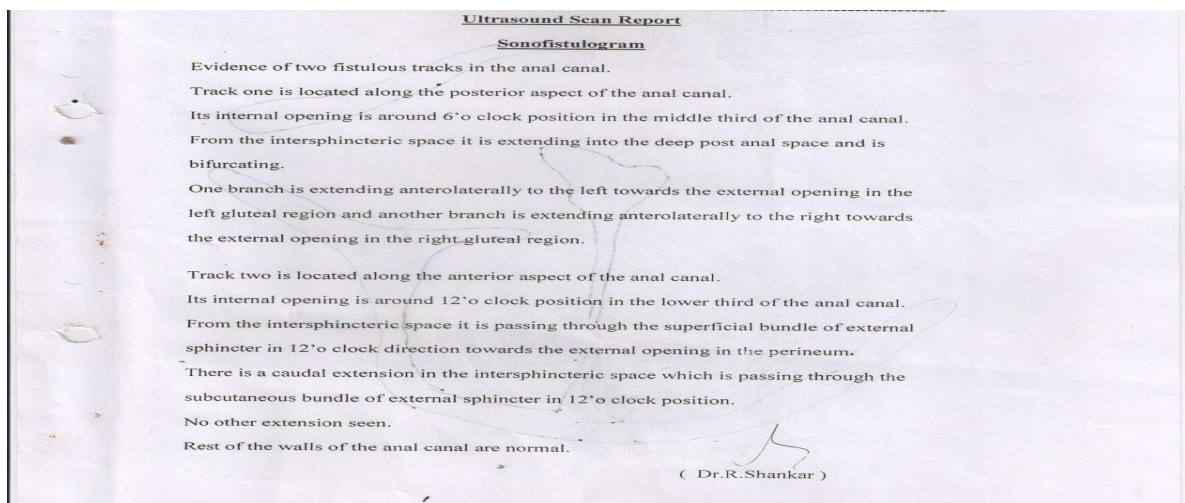 Ultrasound Scan Report
Sonofistulogram
Evidence of two fistulous tracks in the anal canal.
Track one is located along the posterior aspect of the anal canal.
Its internal opening is around 6'o clock position in the middle third of the anal canal.
From the intersphincteric space it is extending into the deep post anal space and is
bifurcating.
One branch is extending anterolaterally to the left towards the external opening in the
left gluteal region and another branch is extending anterolaterally to the right towards
the external opening in the right gluteal region.
Track two is located along the anterior aspect of the anal canal.
Its internal opening is around 12'o clock position in the lower third of the anal canal.
From the intersphincteric space it is passing through the superficial bundle of external
sphincter in 12'o clock direction towards the external opening in the perineum.
There is a caudal extension in the intersphincteric space which is passing through the
subcutaneous bundle of external sphincter in 12'o clock position.
No other extension seen.
Rest of the walls of the anal canal are normal.
( Dr.R.Shankar )